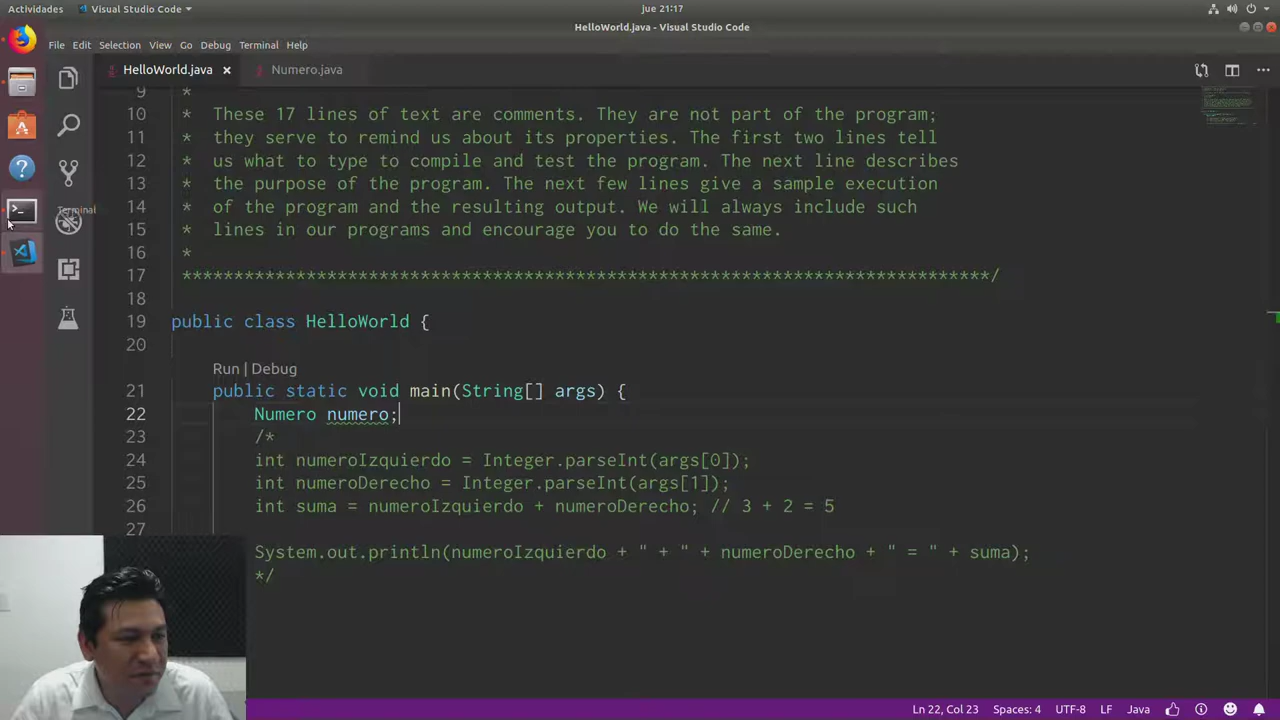 Actividades
Visual Studio Code
jue 21:17
HelloWorld.java - Visual Studio Code
File Edit Selection View Go Debug Terminal Help
HelloWorld.java
Numero.java
9 *
10 * These 17 lines of text are comments. They are not part of the program;
11 * they serve to remind us about its properties. The first two lines tell
12 * us what to type to compile and test the program. The next line describes
13 * the purpose of the program. The next few lines give a sample execution
14 * of the program and the resulting output. We will always include such
15 * lines in our programs and encourage you to do the same.
16 *
17 ******************************************************************************/
18
19 public class HelloWorld {
20
Run | Debug
21 public static void main(String[] args) {
22 Numero numero;
23 /*
24 int numeroIzquierdo = Integer.parseInt(args[0]);
25 int numeroDerecho = Integer.parseInt(args[1]);
26 int suma = numeroIzquierdo + numeroDerecho; // 3 + 2 = 5
27
System.out.println(numeroIzquierdo + " + " + numeroDerecho + " = " + suma);
*/
Terminal
Ln 22, Col 23 Spaces: 4 UTF-8 LF Java